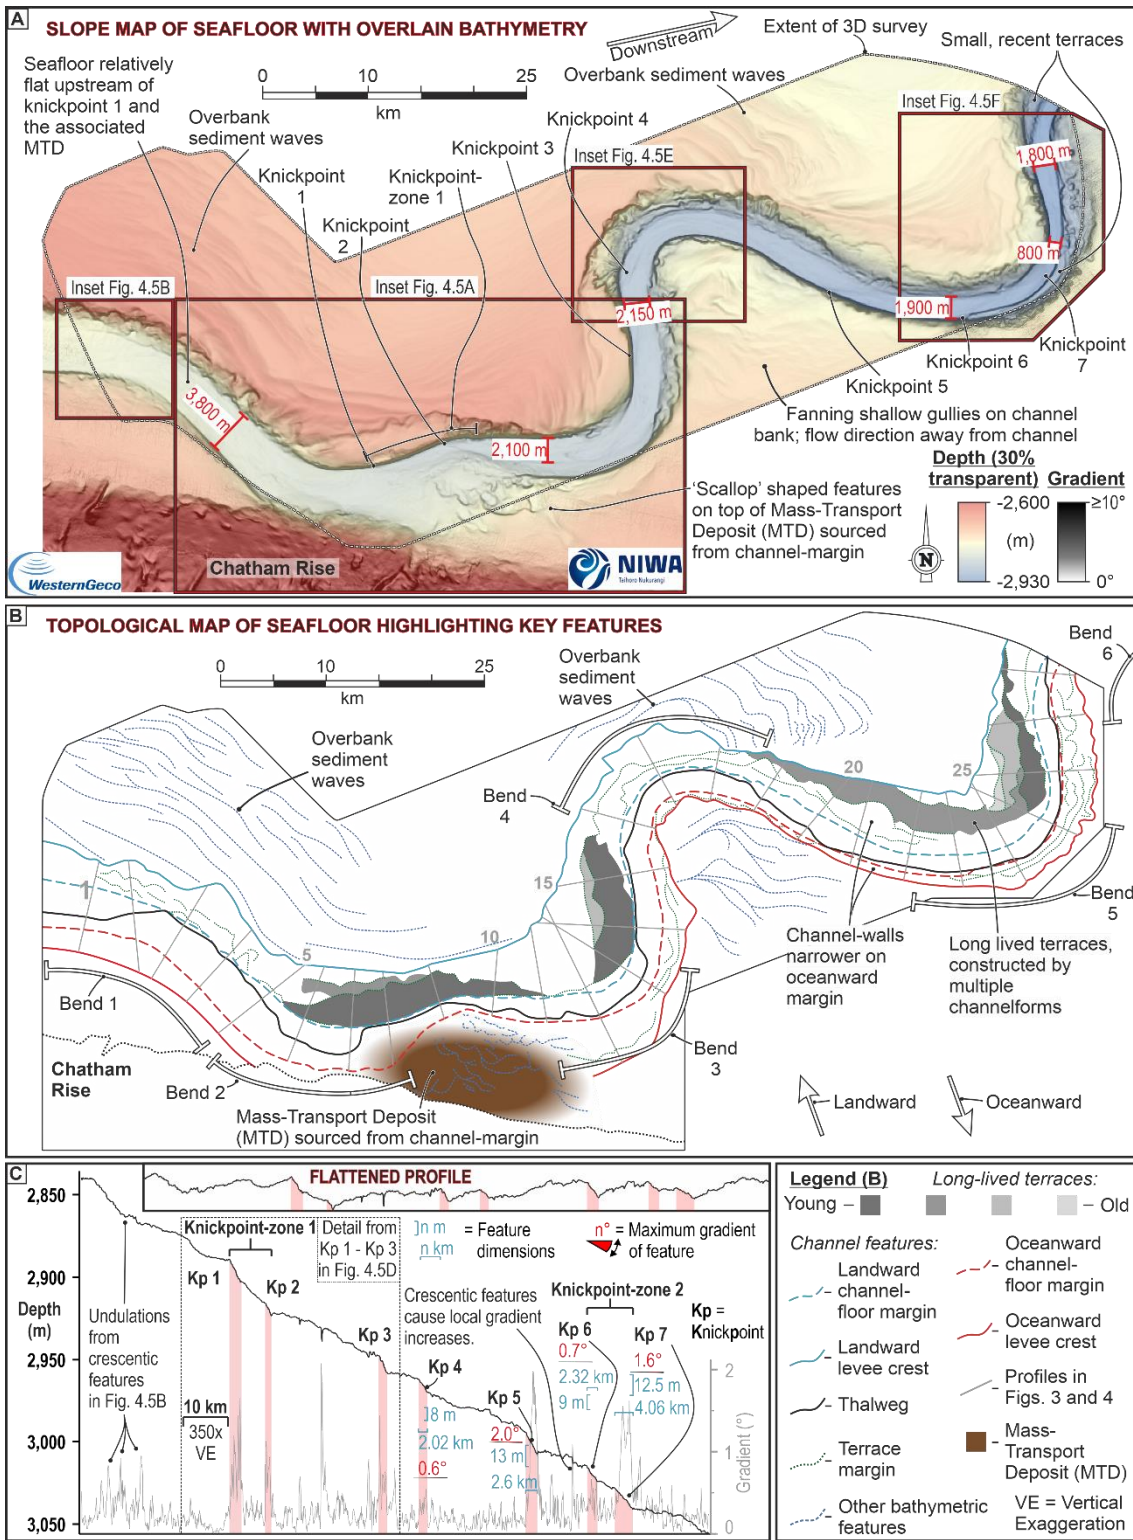 A
SLOPE MAP OF SEAFLOOR WITH OVERLAIN BATHYMETRY
Downstream
Extent of 3D survey
Small, recent terraces
Seafloor relatively
flat upstream of
knickpoint 1 and
the associated
MTD
0
10
25
km
Overbank
sediment waves
Overbank sediment waves
Inset Fig. 4.5F
Knickpoint 4
Inset Fig. 4.5E
Knickpoint 3
Knickpoint
1
Knickpoint-
zone 1
Knickpoint
2
1,800 m
800 m
Inset Fig. 4.5B
Inset Fig. 4.5A
2,150 m
1,900 m
Knickpoint 6
Knickpoint
7
Knickpoint 5
3,800 m
2,100 m
Fanning shallow gullies on channel
bank; flow direction away from channel
'Scallop' shaped features
on top of Mass-Transport
Deposit (MTD) sourced
from channel-margin
Depth (30%
transparent)
Gradient
-2,600
(m)
-2,930
≥10°
0°
N
WesternGeco
Chatham Rise
NIWA
Taihoro Nukurangi
B
TOPOLOGICAL MAP OF SEAFLOOR HIGHLIGHTING KEY FEATURES
0
10
25
km
Overbank
sediment
waves
Bend
6
Overbank
sediment
waves
Bend
4
20
25
15
1
10
5
Bend
5
Channel-walls
narrower on
oceanward
margin
Long lived terraces,
constructed by
multiple
channelforms
Bend 1
Bend
3
Chatham
Rise
Bend 2
Mass-Transport Deposit
(MTD) sourced from channel-margin
Landward
Oceanward
C
FLATTENED PROFILE
2,850
2,900
Depth
(m)
2,950
3,000
3,050
Knickpoint-zone 1
Detail from
Kp 1 - Kp 3
in Fig. 4.5D
n m
n km
= Feature
dimensions
n° = Maximum gradient
of feature
Kp 1
Kp 2
Undulations
from
crescentic
features
in Fig. 4.5B
Crescentic features
cause local gradient
increases.
Knickpoint-zone 2
Kp =
Knickpoint
Kp 3
Kp 6
0.7°
2.32 km
9 m
Kp 7
1.6°
12.5 m
4.06 km
Kp 4
8 m
2.02 km
0.6°
Kp 5
2.0°
13 m
2.6 km
10 km
350x
VE
2
1
0
Gradient (°)
Legend (B)
Long-lived terraces:
Young –
– Old
Channel features:
Landward
channel-
floor margin
Landward
levee crest
Thalweg
Terrace
margin
Other bathymetric
features
Oceanward
channel-
floor margin
Oceanward
levee crest
Profiles in
Figs. 3 and 4
Mass-
Transport
Deposit (MTD)
VE = Vertical
Exaggeration